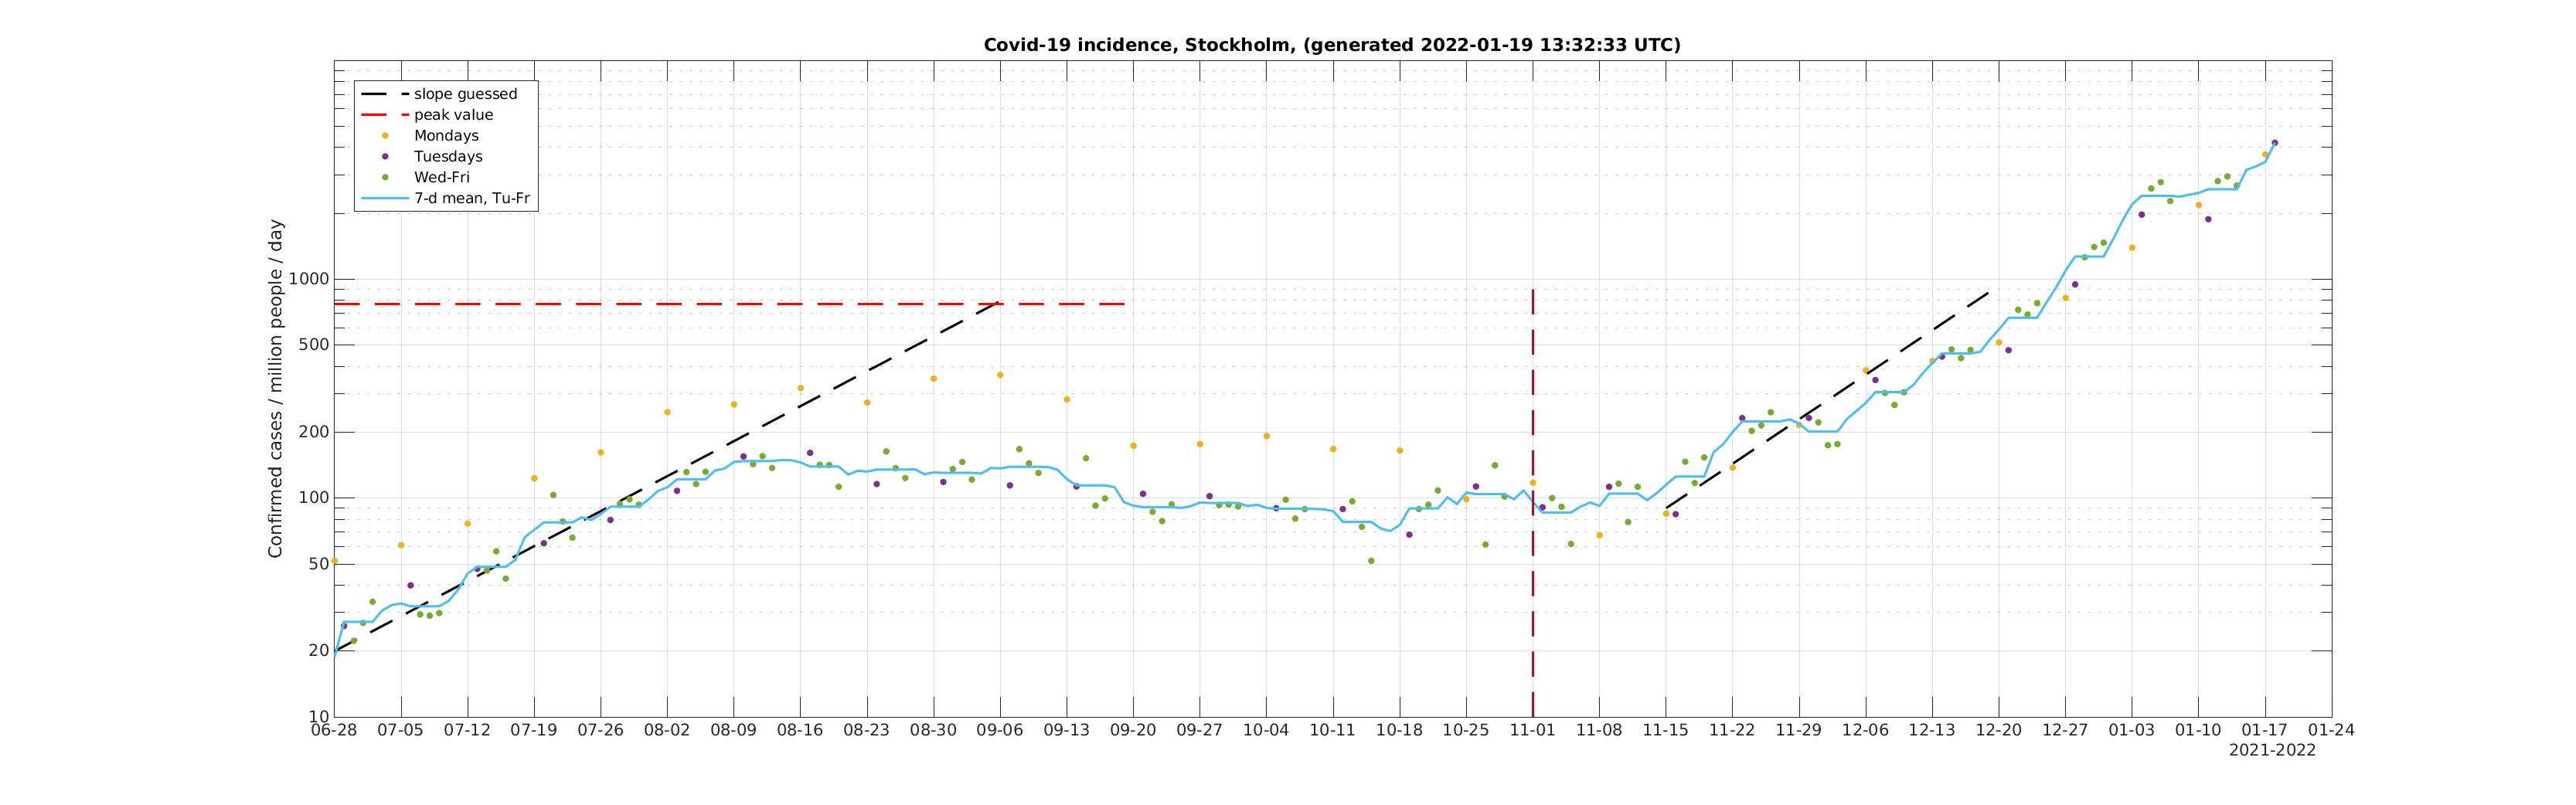 Covid-19 incidence, Stockholm, (generated 2022-01-19 13:32:33 UTC)
slope guessed
peak value
Mondays
Tuesdays
Wed-Fri
7-d mean, Tu-Fr
Confirmed cases / million people / day
1000
500
200
100
50
20
10
06-28 07-05 07-12 07-19 07-26 08-02 08-09 08-16 08-23 08-30 09-06 09-13 09-20 09-27 10-04 10-11 10-18 10-25 11-01 11-08 11-15 11-22 11-29 12-06 12-13 12-20 12-27 01-03 01-10 01-17 01-24
2021-2022